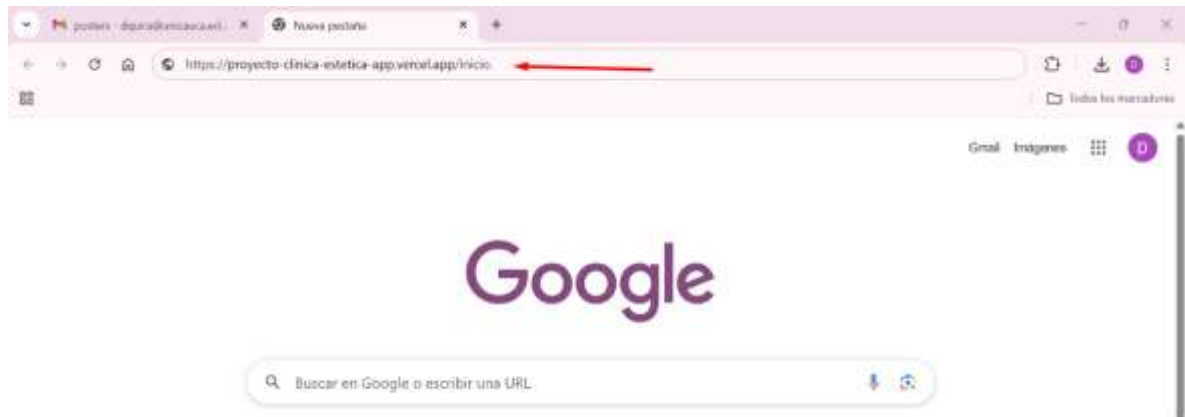 Nueva pestaña
https://proyecto-clinica-estetica-app.vercel.app/inicio.
D
Todos los marcadores
Gmail Imágenes
D
Google
Buscar en Google o escribir una URL